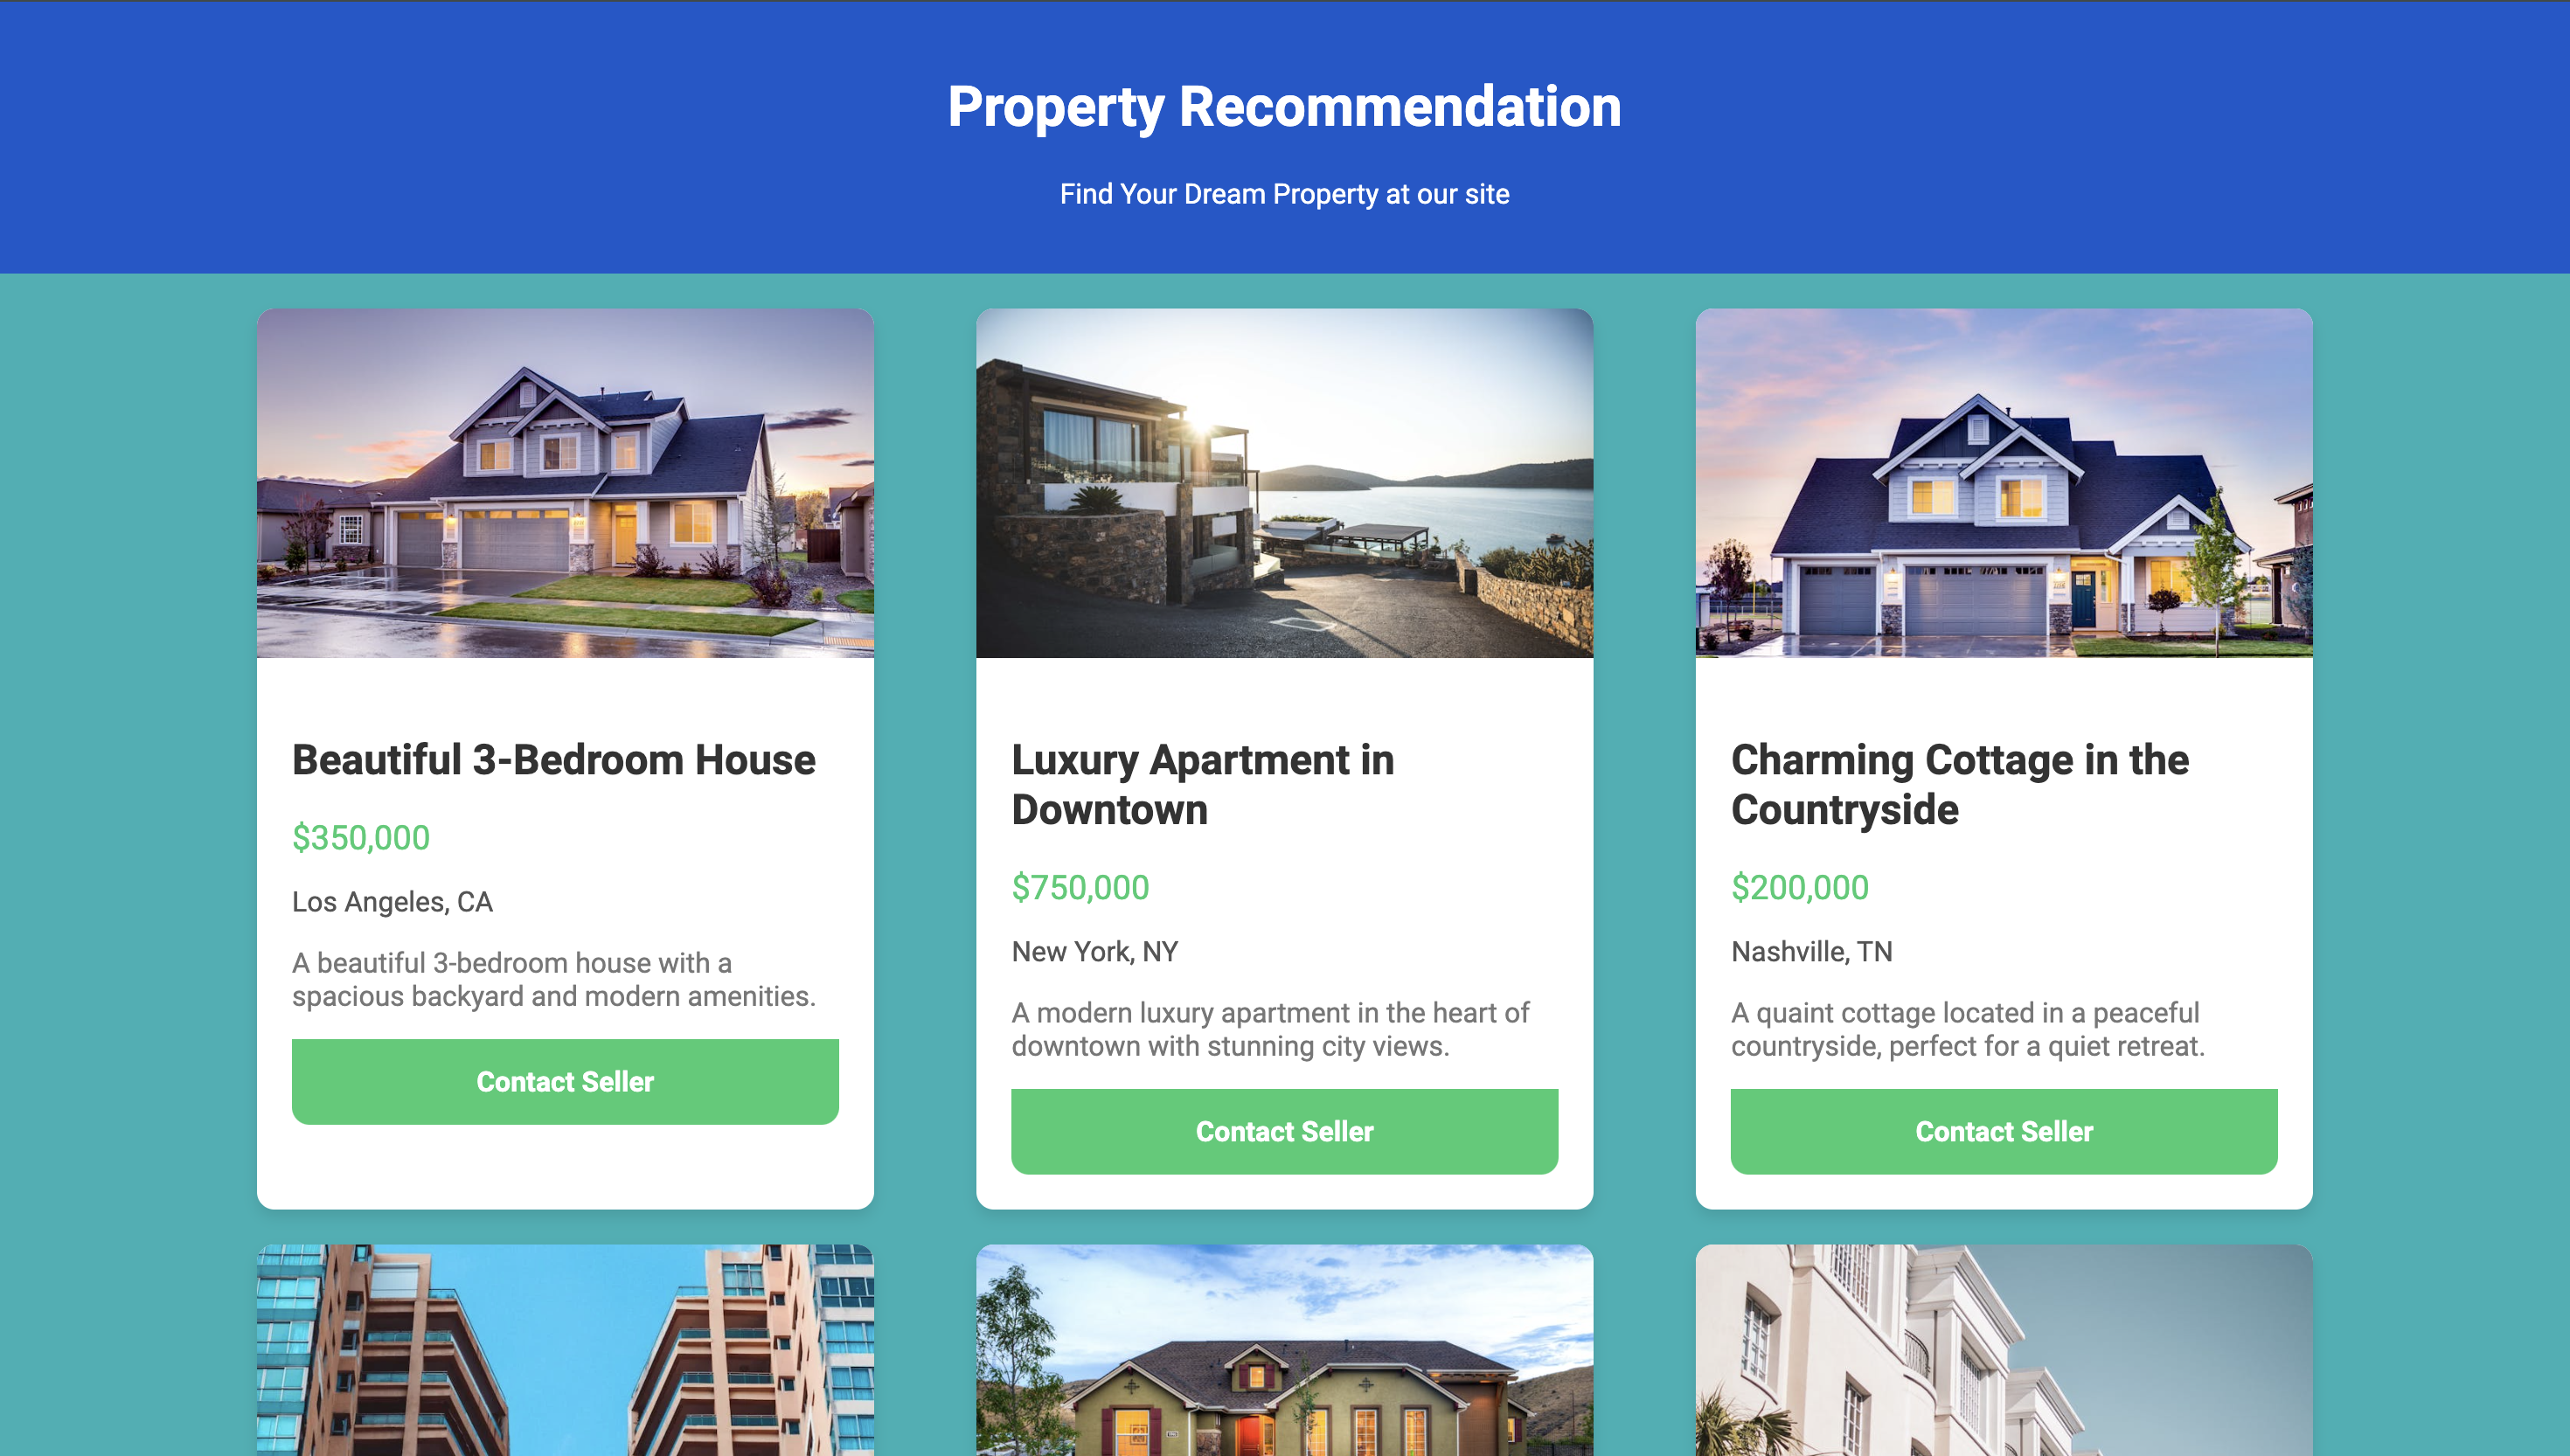 Property Recommendation
Find Your Dream Property at our site
Beautiful 3-Bedroom House
$350,000
Los Angeles, CA
A beautiful 3-bedroom house with a
spacious backyard and modern amenities.
Contact Seller
Luxury Apartment in
Downtown
$750,000
New York, NY
A modern luxury apartment in the heart of
downtown with stunning city views.
Contact Seller
Charming Cottage in the
Countryside
$200,000
Nashville, TN
A quaint cottage located in a peaceful
countryside, perfect for a quiet retreat.
Contact Seller